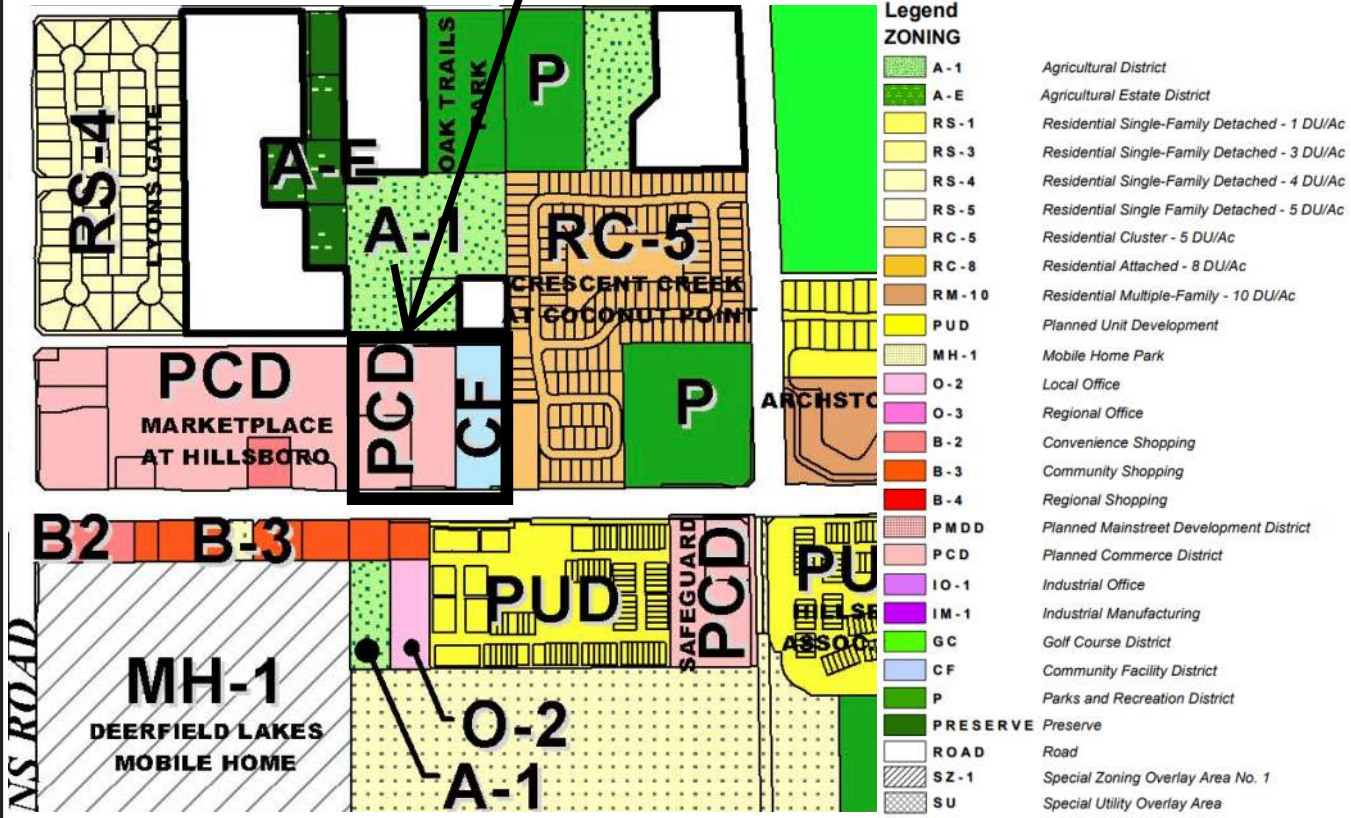 OAK TRAILS
PARK
P
RS-4
LYONS GATE
A-E
A-1
RC-5
CRESCENT CREEK
AT COCONUT POINT
PCD
MARKETPLACE
AT HILLSBORO
PCD
CF
P
B2
B-3
PUD
SAFEGUARD
PCD
MH-1
DEERFIELD LAKES
MOBILE HOME
O-2
A-1
Legend
ZONING
A-1 Agricultural District
A-E Agricultural Estate District
RS-1 Residential Single-Family Detached - 1 DU/Ac
RS-3 Residential Single-Family Detached - 3 DU/Ac
RS-4 Residential Single-Family Detached - 4 DU/Ac
RS-5 Residential Single Family Detached - 5 DU/Ac
RC-5 Residential Cluster - 5 DU/Ac
RC-8 Residential Attached - 8 DU/Ac
RM-10 Residential Multiple-Family - 10 DU/Ac
PUD Planned Unit Development
MH-1 Mobile Home Park
O-2 Local Office
O-3 Regional Office
B-2 Convenience Shopping
B-3 Community Shopping
B-4 Regional Shopping
PMDD Planned Mainstreet Development District
PCD Planned Commerce District
IO-1 Industrial Office
IM-1 Industrial Manufacturing
GC Golf Course District
CF Community Facility District
P Parks and Recreation District
PRESERVE Preserve
ROAD Road
SZ-1 Special Zoning Overlay Area No. 1
SU Special Utility Overlay Area